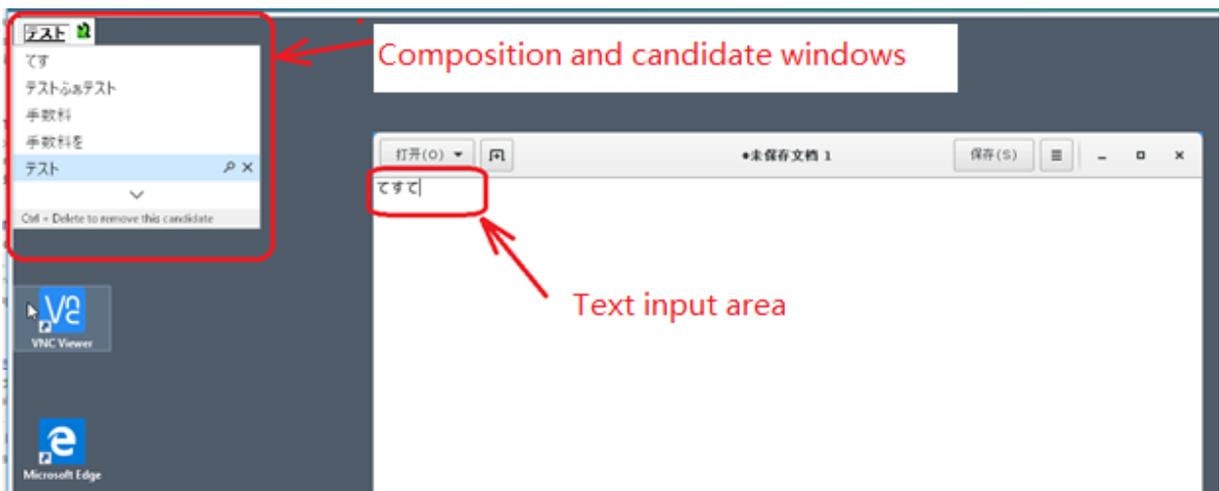 テスト
てす
テストふぁテスト
手数料
手数料を
テスト
Ctrl + Delete to remove this candidate
Composition and candidate windows
打开(O)
•未保存文档 1
保存(S)
てすて
Text input area
VNC Viewer
Microsoft Edge